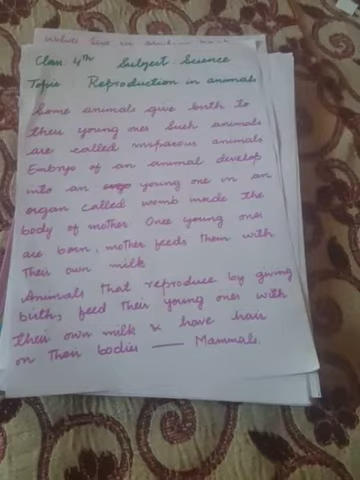 Class: 4th Subject: Science
Topic Reproduction in animals
Some animals give birth to
their young ones Such animals
are called viviparous animals
Embryo of an animal develop
into an young one in an
organ called womb inside the
body of mother Once young ones
are born, mother feeds them with
their own milk
Animals that reproduce by giving
birth, feed their young ones with
their own milk & have hair
on their bodies — Mammals.